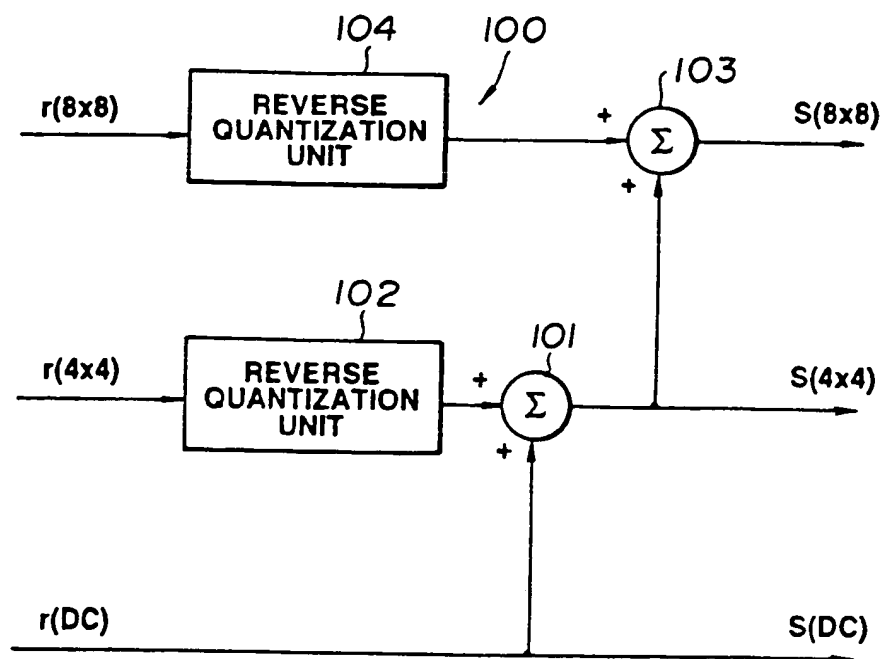 104
100
103
r(8x8)
REVERSE
QUANTIZATION
UNIT
+
Σ
+
S(8x8)
102
101
r(4x4)
REVERSE
QUANTIZATION
UNIT
+
Σ
+
S(4x4)
r(DC)
S(DC)